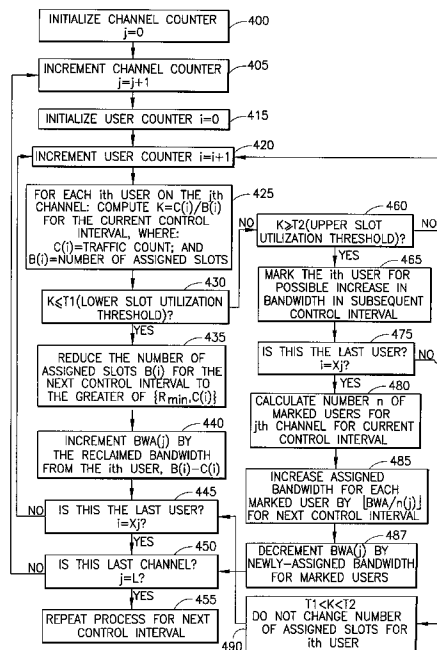 INITIALIZE CHANNEL COUNTER
j=0
400
INCREMENT CHANNEL COUNTER
j=j+1
405
INITIALIZE USER COUNTER i=0
415
INCREMENT USER COUNTER i=i+1
420
FOR EACH ith USER ON THE jth
CHANNEL: COMPUTE K=C(i)/B(i)
FOR THE CURRENT CONTROL
INTERVAL, WHERE:
C(i)=TRAFFIC COUNT; AND
B(i)=NUMBER OF ASSIGNED SLOTS
425
K≤T1(LOWER SLOT UTILIZATION
THRESHOLD)?
430
NO
YES
REDUCE THE NUMBER OF
ASSIGNED SLOTS B(i) FOR THE
NEXT CONTROL INTERVAL TO
THE GREATER OF {Rmin,C(i)}
435
INCREMENT BWA(j) BY
THE RECLAIMED BANDWIDTH
FROM THE ith USER, B(i)-C(i)
440
IS THIS THE LAST USER?
i=Xj?
445
NO
YES
IS THIS LAST CHANNEL?
j=L?
450
NO
YES
REPEAT PROCESS FOR NEXT
CONTROL INTERVAL
455
K≥T2(UPPER SLOT
UTILIZATION THRESHOLD)?
460
NO
YES
MARK THE ith USER FOR
POSSIBLE INCREASE IN
BANDWIDTH IN SUBSEQUENT
CONTROL INTERVAL
465
IS THIS THE LAST USER?
i=Xj?
475
NO
YES
CALCULATE NUMBER n OF
MARKED USERS FOR
jth CHANNEL FOR CURRENT
CONTROL INTERVAL
480
INCREASE ASSIGNED
BANDWIDTH FOR EACH
MARKED USER BY ⌊BWA/n(j)⌋
FOR NEXT CONTROL INTERVAL
485
DECREMENT BWA(j) BY
NEWLY-ASSIGNED BANDWIDTH
FOR MARKED USERS
487
T1<K<T2
DO NOT CHANGE NUMBER
OF ASSIGNED SLOTS FOR
ith USER
490